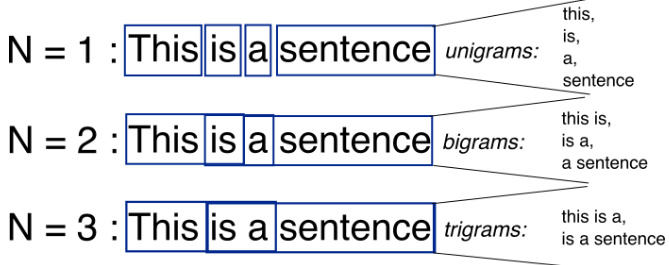 N = 1 : This is a sentence
unigrams:
this,
is,
a,
sentence
N = 2 : This is a sentence
bigrams:
this is,
is a,
a sentence
N = 3 : This is a sentence
trigrams:
this is a,
is a sentence